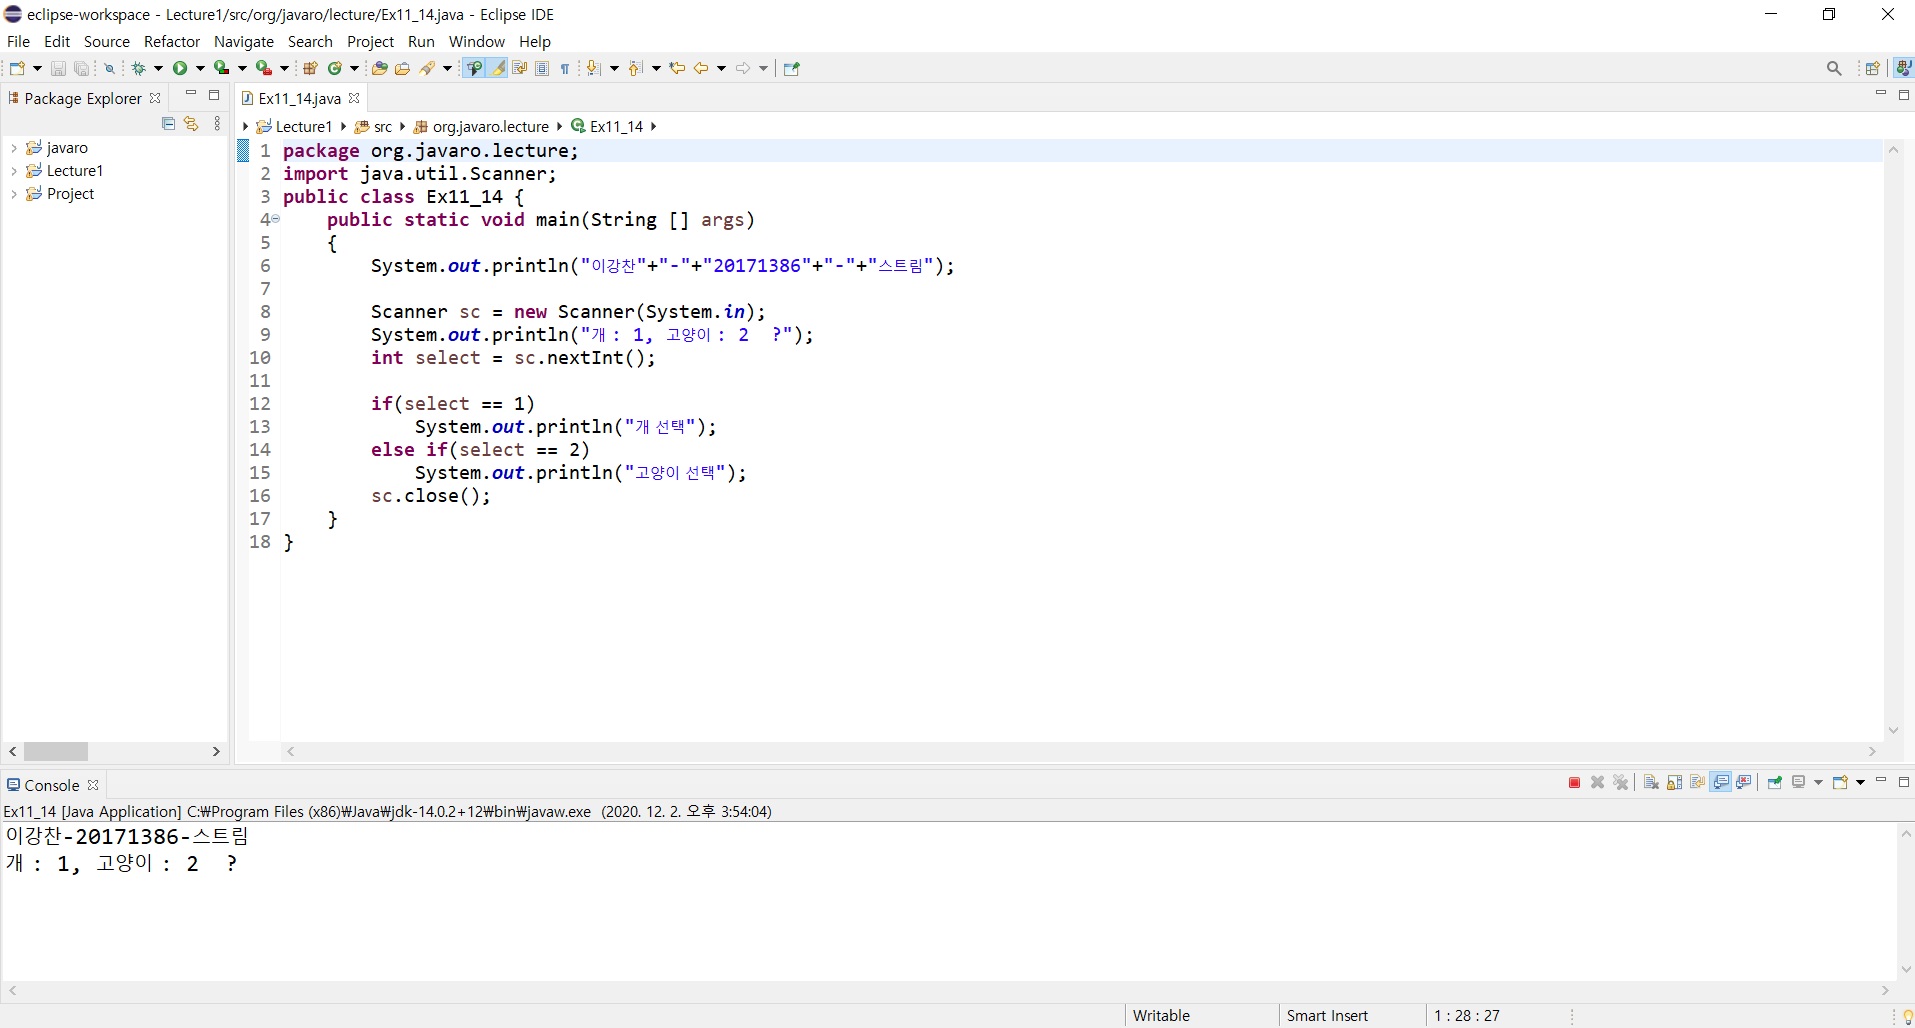 eclipse-workspace - Lecture1/src/org/javaro/lecture/Ex11_14.java - Eclipse IDE
File Edit Source Refactor Navigate Search Project Run Window Help
Package Explorer
javaro
Lecture1
Project
Ex11_14.java
Lecture1 src org.javaro.lecture Ex11_14
1 package org.javaro.lecture;
2 import java.util.Scanner;
3 public class Ex11_14 {
4 public static void main(String [] args)
5 {
6 System.out.println("이강찬"+"-"+"20171386"+"-"+"스트림");
7
8 Scanner sc = new Scanner(System.in);
9 System.out.println("개 : 1, 고양이 : 2  ?");
10 int select = sc.nextInt();
11
12 if(select == 1)
13 System.out.println("개 선택");
14 else if(select == 2)
15 System.out.println("고양이 선택");
16 sc.close();
17 }
18 }
Console
Ex11_14 [Java Application] C:₩Program Files (x86)₩Java₩jdk-14.0.2+12₩bin₩javaw.exe (2020. 12. 2. 오후 3:54:04)
이강찬-20171386-스트림
개 : 1, 고양이 : 2  ?
Writable Smart Insert 1 : 28 : 27